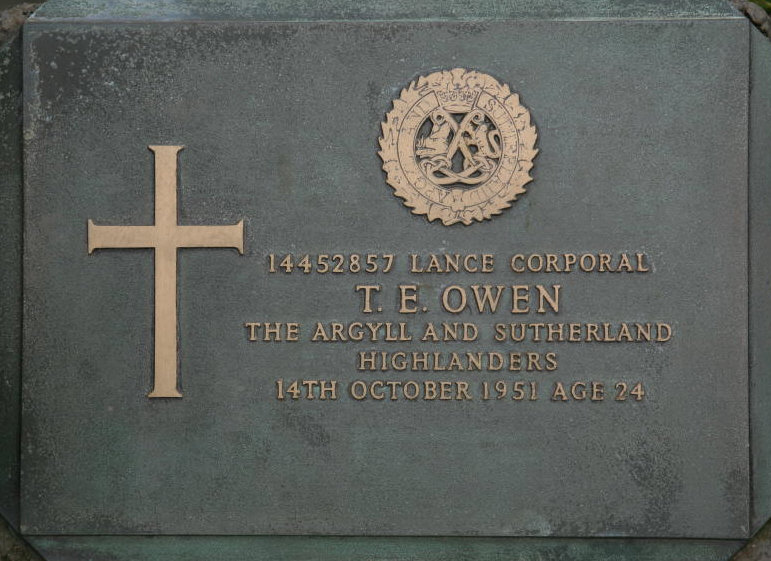 14452857 LANCE CORPORAL
T. E. OWEN
THE ARGYLL AND SUTHERLAND
HIGHLANDERS
14TH OCTOBER 1951 AGE 24